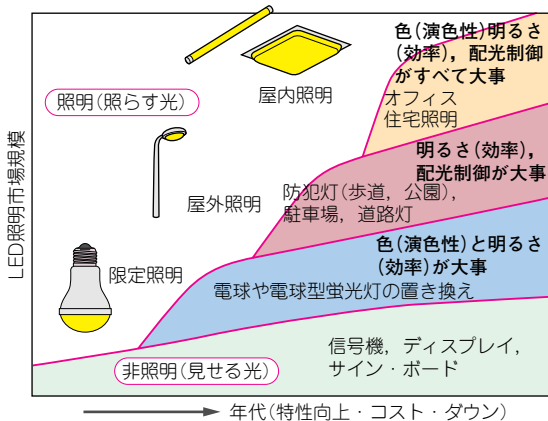 色(演色性)明るさ
(効率)，配光制御
がすべて大事
オフィス
住宅照明
照明(照らす光)
屋内照明
明るさ(効率)，
配光制御が大事
防犯灯(歩道，公園)，
駐車場，道路灯
屋外照明
色(演色性)と明るさ
(効率)が大事
限定照明
電球や電球型蛍光灯の置き換え
信号機，ディスプレイ，
サイン・ボード
非照明(見せる光)
LED照明市場規模
年代(特性向上・コスト・ダウン)